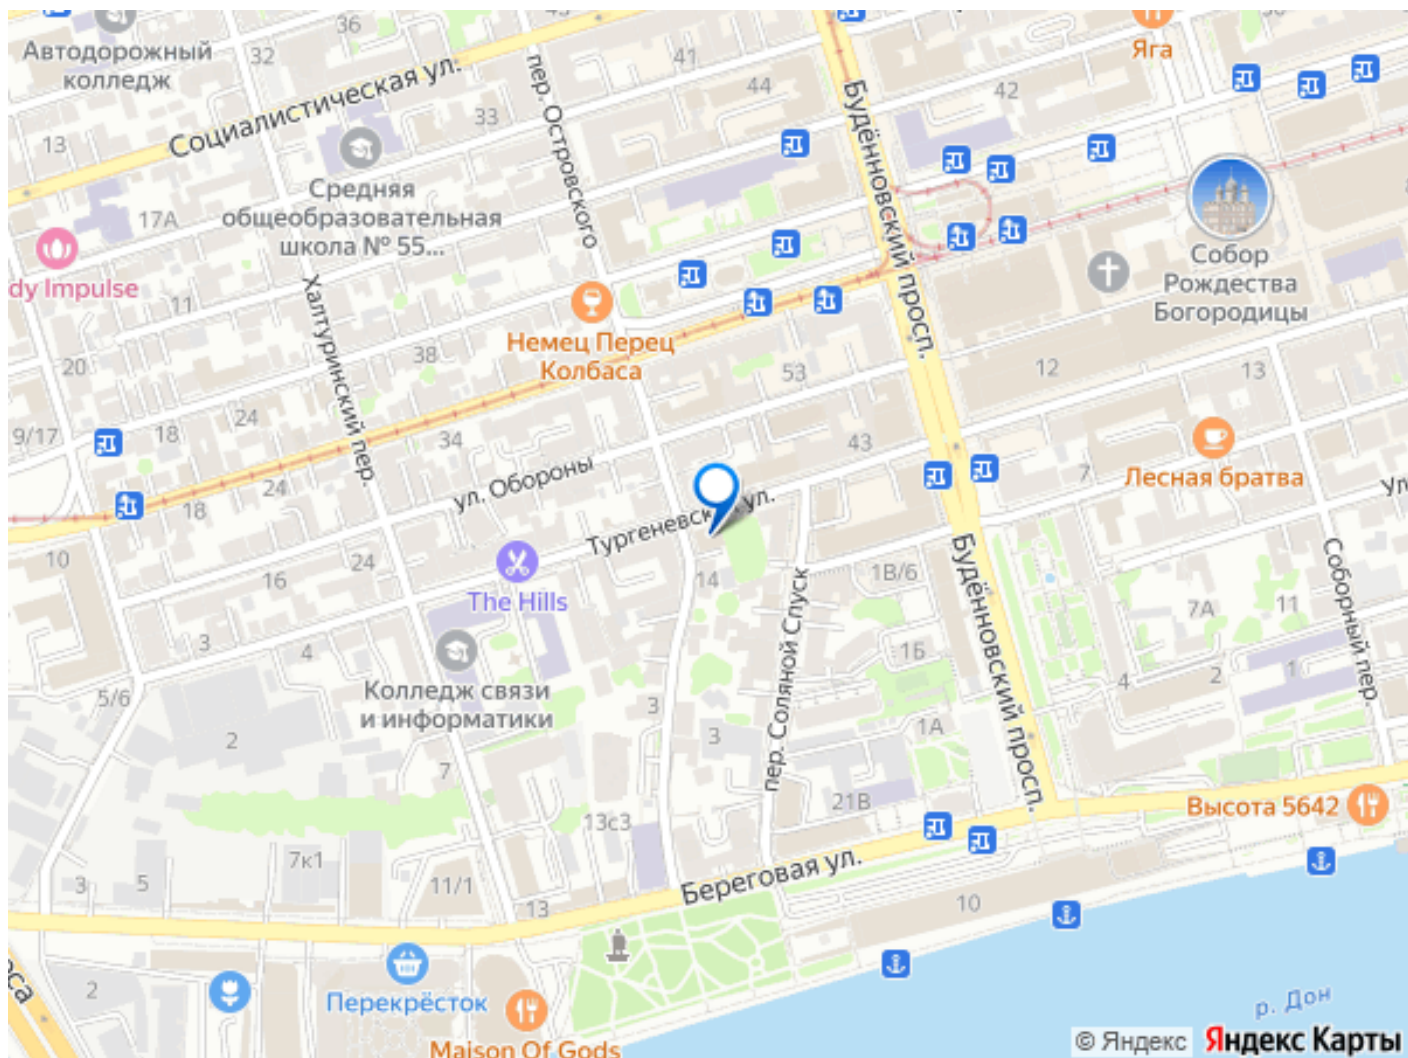 36
43
Автодорожный
колледж
32
41
44
42
30
Яга
Социалистическая ул.
пер. Островского
Будённовский просп.
33
13
Средняя
общеобразовательная
школа № 55...
17А
dy Impulse
11
Халтуринский пер.
Собор
Рождества
Богородицы
Немец Перец
Колбаса
38
20
53
12
13
24
9/17
18
34
43
7
Лесная братва
ул. Обороны
24
18
Тургеневская ул.
10
24
16
14
1В/6
The Hills
пер. Соляной Спуск
Будённовский просп.
Соборный пер.
7А
11
3
4
1Б
Колледж связи
и информатики
5/6
3
4
2
1
2
3
1А
7
21В
Высота 5642
13с3
7к1
3
5
11/1
Береговая ул.
13
10
2
Перекрёсток
Maison Of Gods
р. Дон
© Яндекс Яндекс Карты